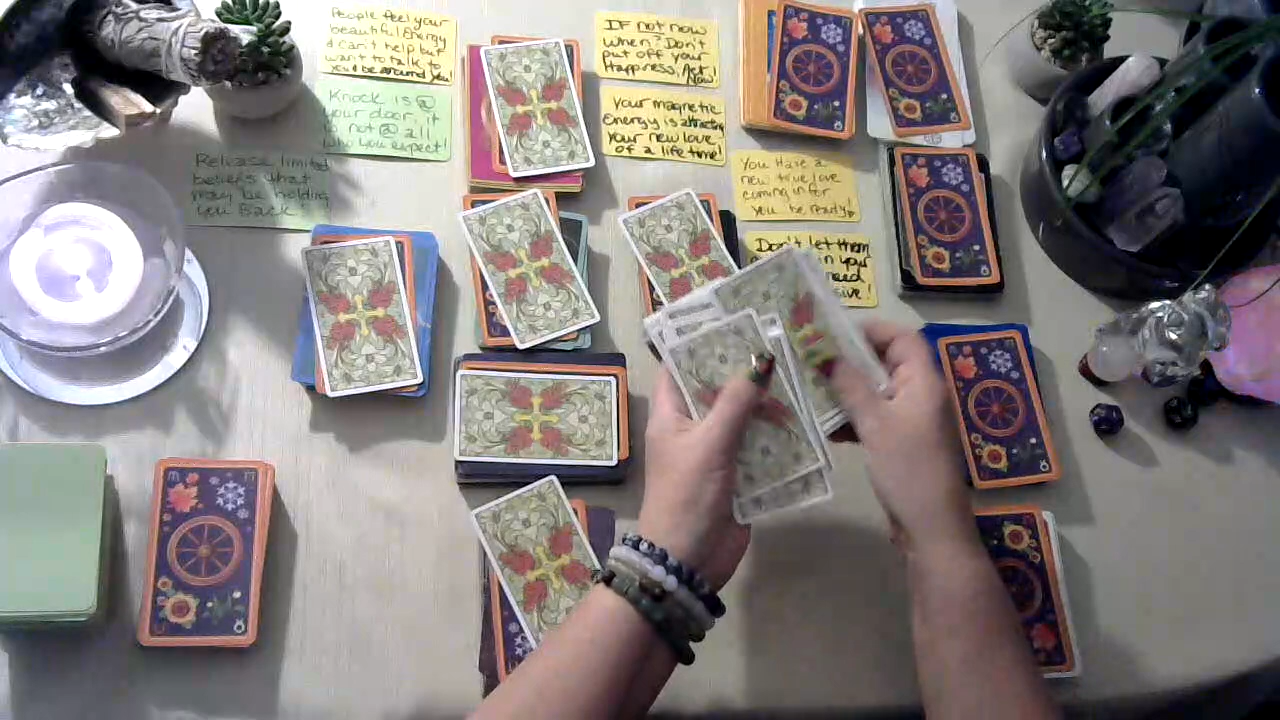 People feel your
beautiful Energy
& can't help but
want to talk to
you & be around you!
Knock is @
your door, it
is not @ all
who you expect!
Release limited
beliefs that
may be holding
you Back
IF not now
when? Don't
put off your
Happiness, Act
Now!
Your magnetic
Energy is attracting
your new love
of a life time!
You Have a
new true love
coming in for
you be ready!
Don't let them
in your
need